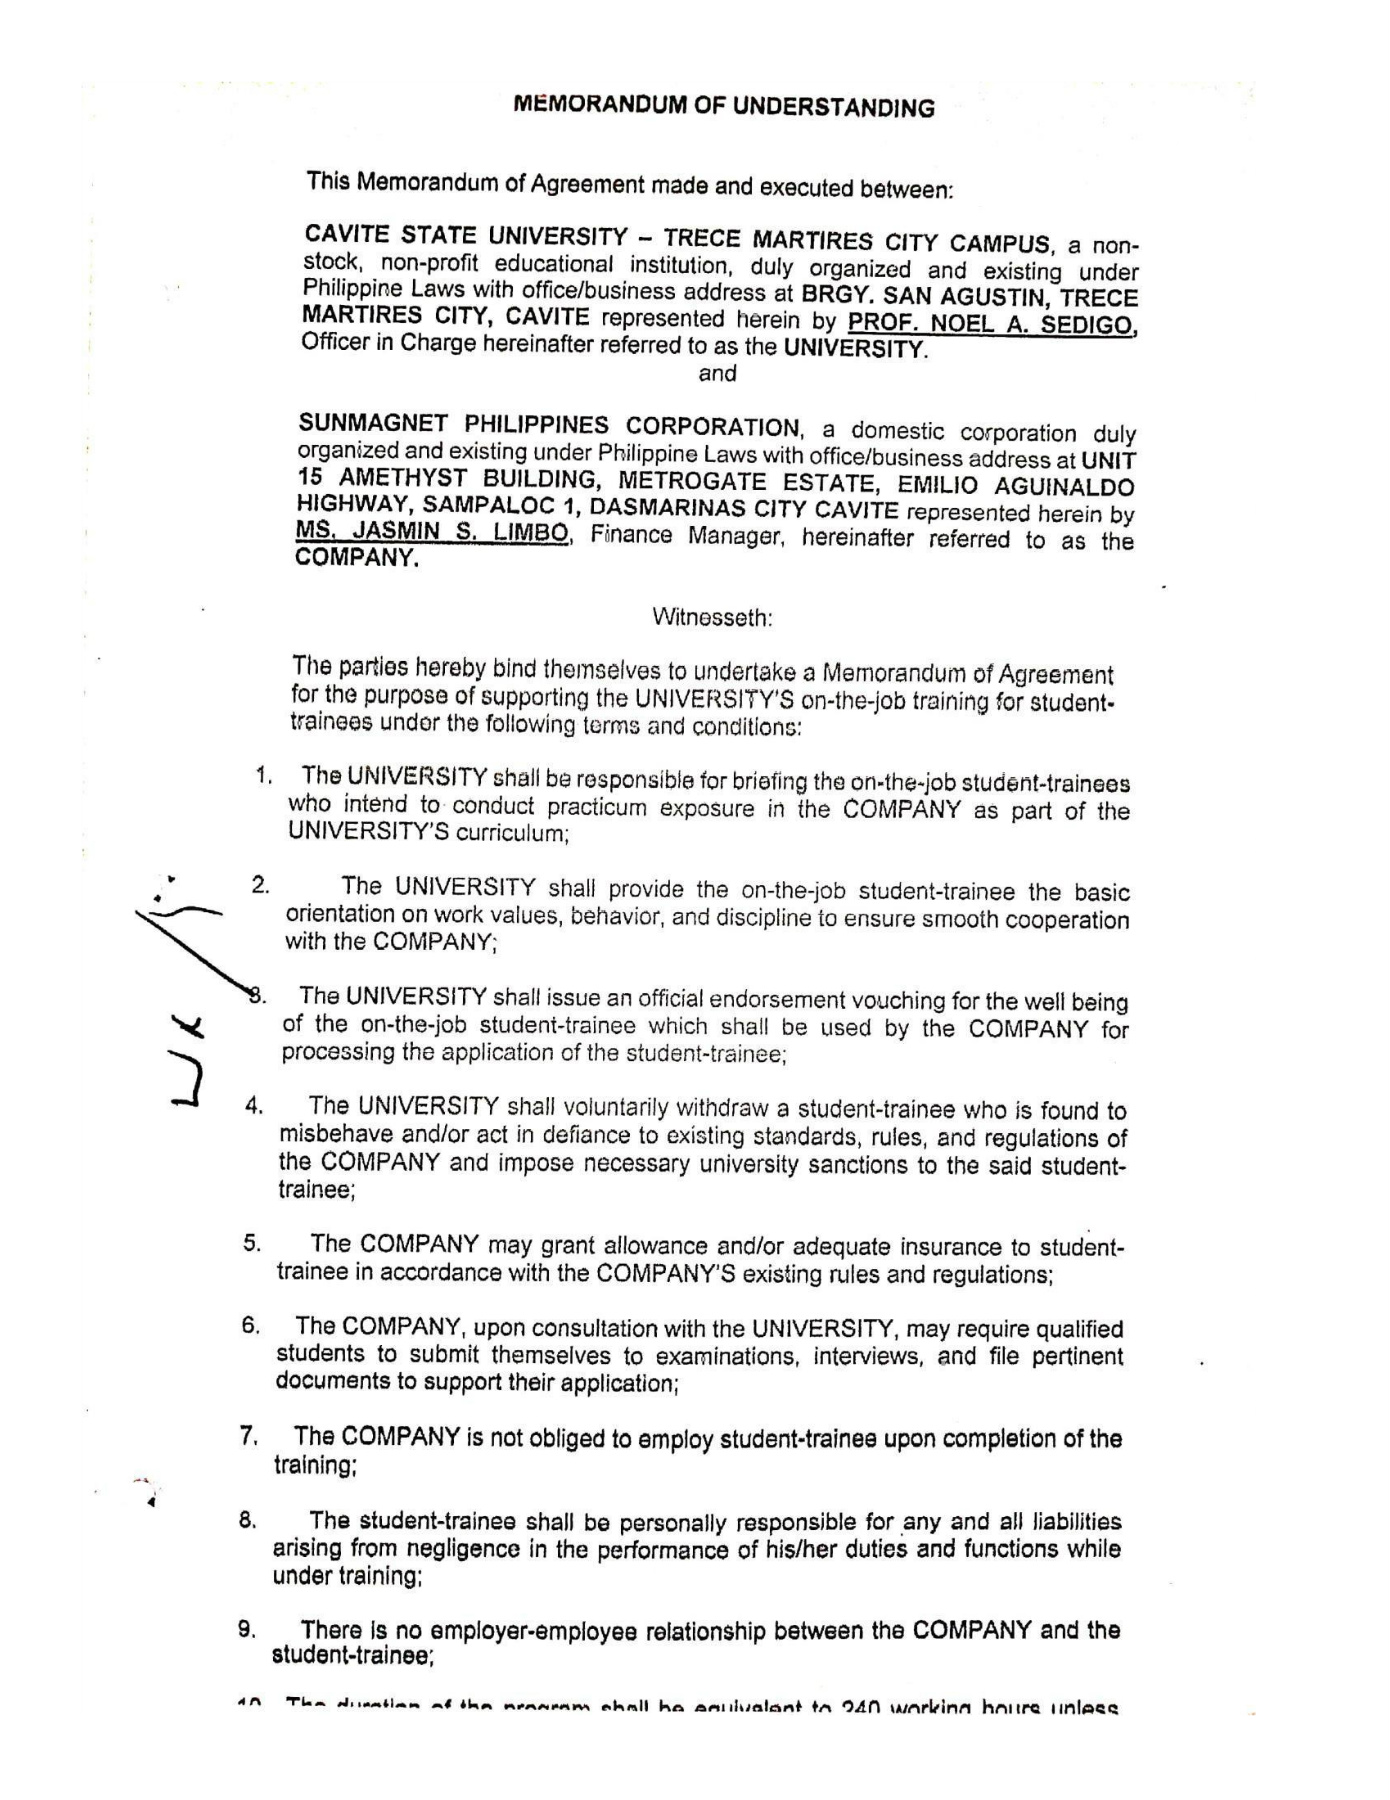 MEMORANDUM OF UNDERSTANDING
This Memorandum of Agreement made and executed between:
CAVITE STATE UNIVERSITY – TRECE MARTIRES CITY CAMPUS, a non-
stock, non-profit educational institution, duly organized and existing under
Philippine Laws with office/business address at BRGY. SAN AGUSTIN, TRECE
MARTIRES CITY, CAVITE represented herein by PROF. NOEL A. SEDIGO,
Officer in Charge hereinafter referred to as the UNIVERSITY.
and
SUNMAGNET PHILIPPINES CORPORATION, a domestic corporation duly
organized and existing under Philippine Laws with office/business address at UNIT
15 AMETHYST BUILDING, METROGATE ESTATE, EMILIO AGUINALDO
HIGHWAY, SAMPALOC 1, DASMARINAS CITY CAVITE represented herein by
MS. JASMIN S. LIMBO, Finance Manager, hereinafter referred to as the
COMPANY.
Witnesseth:
The parties hereby bind themselves to undertake a Memorandum of Agreement
for the purpose of supporting the UNIVERSITY'S on-the-job training for student-
trainees under the following terms and conditions:
1. The UNIVERSITY shall be responsible for briefing the on-the-job student-trainees
who intend to conduct practicum exposure in the COMPANY as part of the
UNIVERSITY'S curriculum;
2. The UNIVERSITY shall provide the on-the-job student-trainee the basic
orientation on work values, behavior, and discipline to ensure smooth cooperation
with the COMPANY;
3. The UNIVERSITY shall issue an official endorsement vouching for the well being
of the on-the-job student-trainee which shall be used by the COMPANY for
processing the application of the student-trainee;
4. The UNIVERSITY shall voluntarily withdraw a student-trainee who is found to
misbehave and/or act in defiance to existing standards, rules, and regulations of
the COMPANY and impose necessary university sanctions to the said student-
trainee;
5. The COMPANY may grant allowance and/or adequate insurance to student-
trainee in accordance with the COMPANY'S existing rules and regulations;
6. The COMPANY, upon consultation with the UNIVERSITY, may require qualified
students to submit themselves to examinations, interviews, and file pertinent
documents to support their application;
7. The COMPANY is not obliged to employ student-trainee upon completion of the
training;
8. The student-trainee shall be personally responsible for any and all liabilities
arising from negligence in the performance of his/her duties and functions while
under training;
9. There is no employer-employee relationship between the COMPANY and the
student-trainee;
10. The duration of the program shall be equivalent to 240 working hours unless